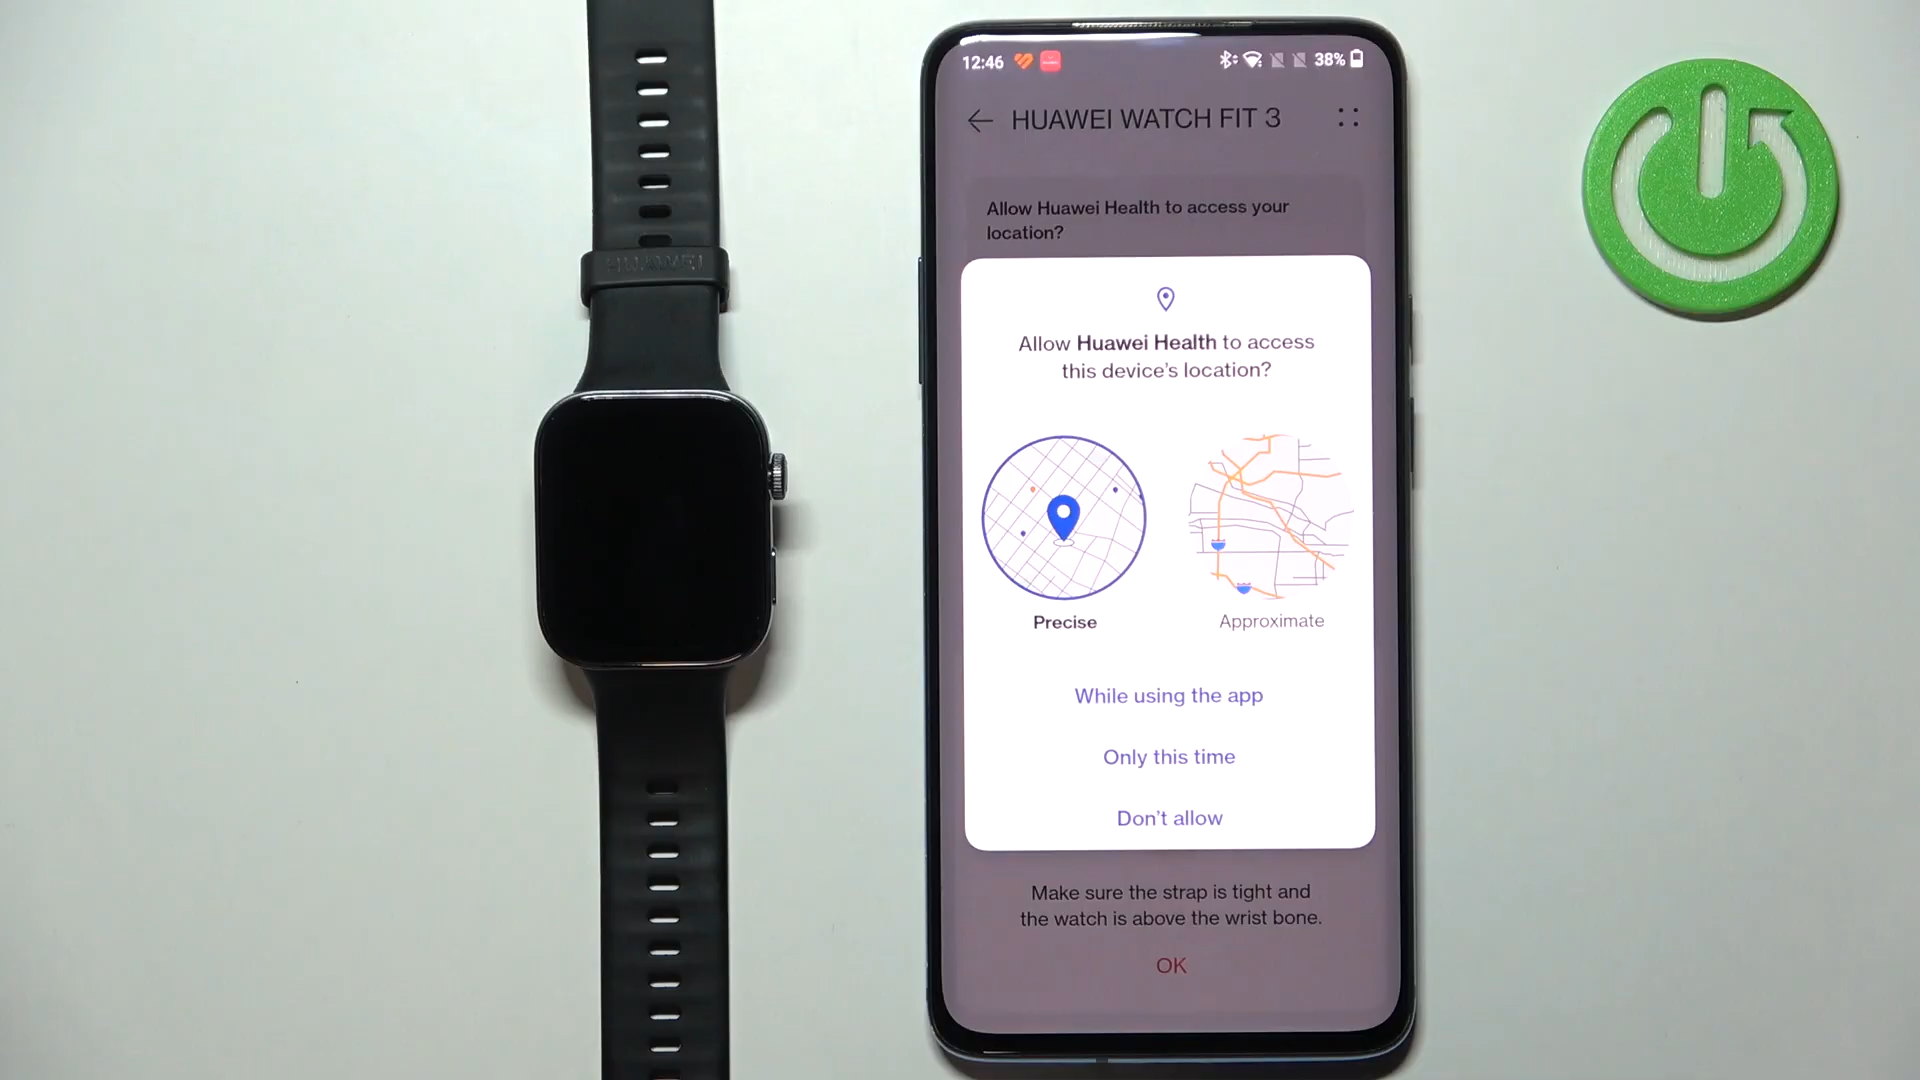 HUAWEI
12:46
38%
HUAWEI WATCH FIT 3
Allow Huawei Health to access your
location?
Allow Huawei Health to access
this device's location?
Precise
Approximate
While using the app
Only this time
Don't allow
Make sure the strap is tight and
the watch is above the wrist bone.
OK